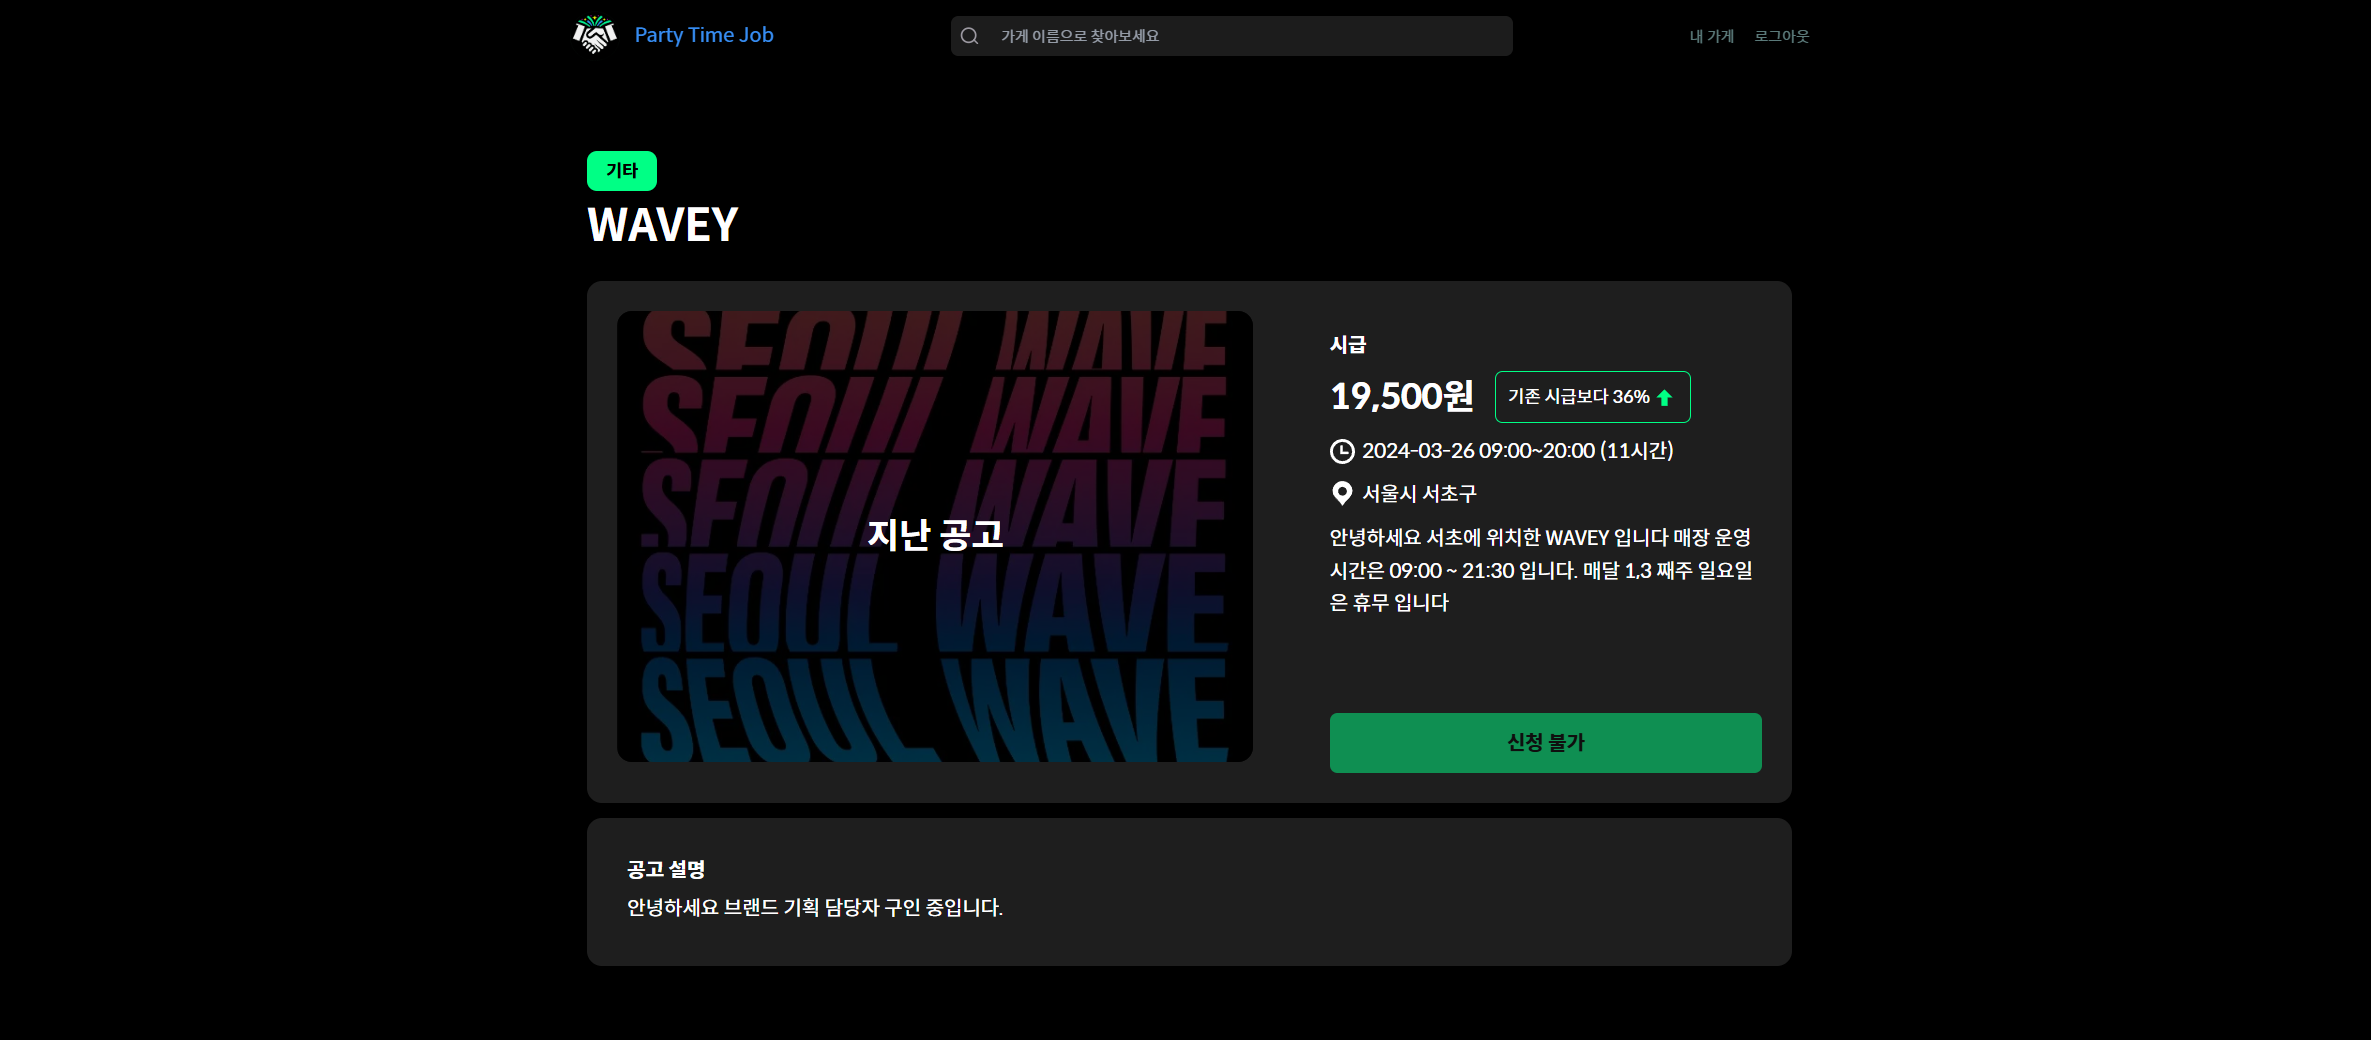 Party Time Job
가게 이름으로 찾아보세요
내 가게
로그아웃
기타
WAVEY
SEOUL WAVE
SEOUL WAVE
SEOUL WAVE
SEOUL WAVE
SEOUL WAVE
지난 공고
시급
19,500원
기존 시급보다 36%
2024-03-26 09:00~20:00 (11시간)
서울시 서초구
안녕하세요 서초에 위치한 WAVEY 입니다 매장 운영
시간은 09:00 ~ 21:30 입니다. 매달 1,3 째주 일요일
은 휴무 입니다
신청 불가
공고 설명
안녕하세요 브랜드 기획 담당자 구인 중입니다.